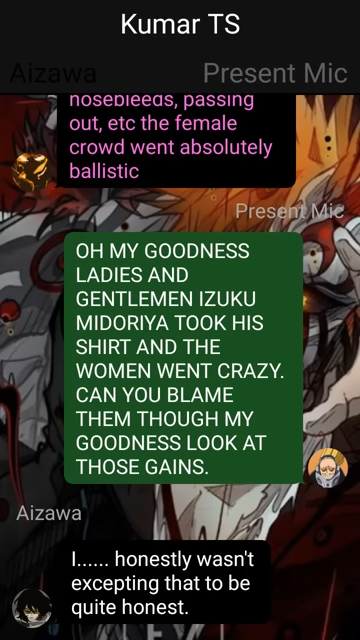 Kumar TS
Aizawa
Present Mic
nosebleeds, passing
out, etc the female
crowd went absolutely
ballistic
Present Mic
OH MY GOODNESS
LADIES AND
GENTLEMEN IZUKU
MIDORIYA TOOK HIS
SHIRT AND THE
WOMEN WENT CRAZY.
CAN YOU BLAME
THEM THOUGH MY
GOODNESS LOOK AT
THOSE GAINS.
Aizawa
I...... honestly wasn't
excepting that to be
quite honest.